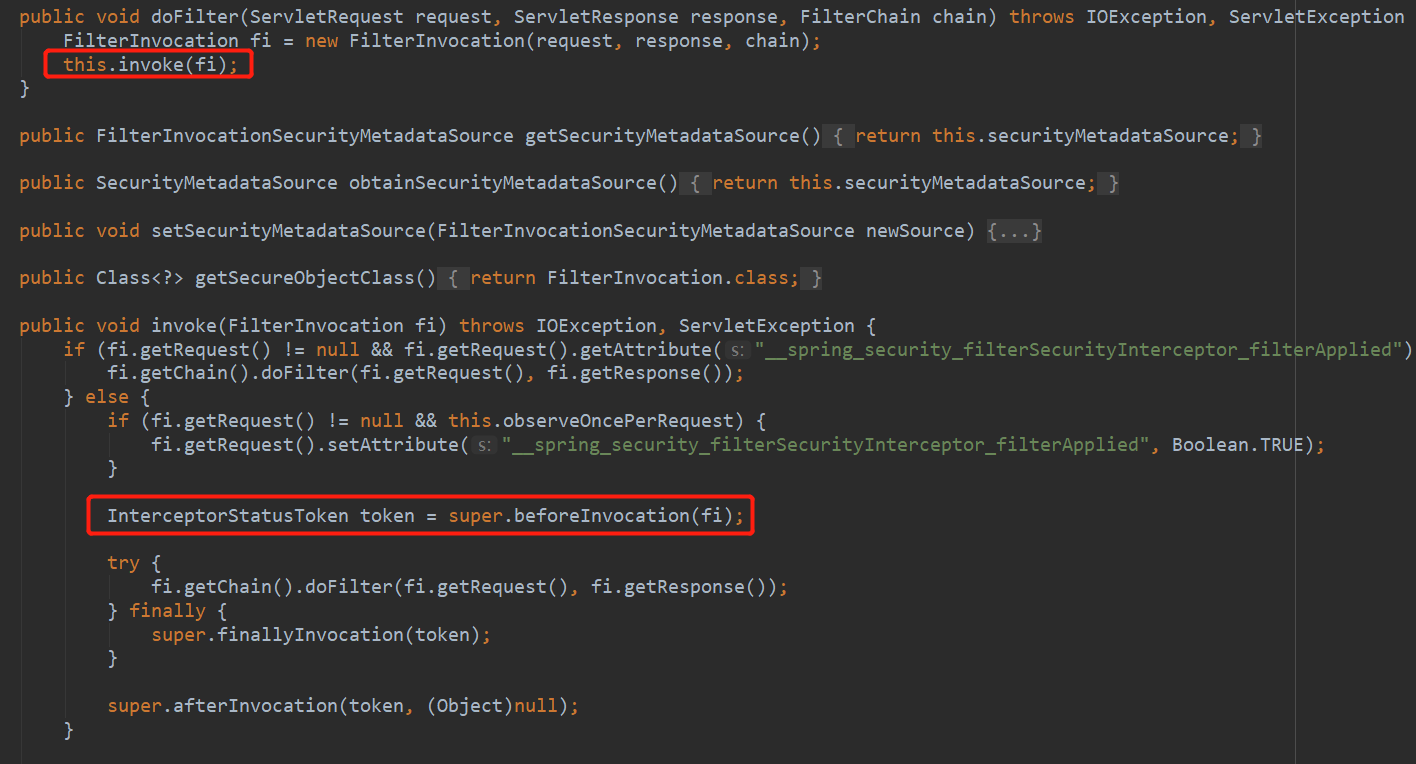 public void doFilter(ServletRequest request, ServletResponse response, FilterChain chain) throws IOException, ServletException
    FilterInvocation fi = new FilterInvocation(request, response, chain);
    this.invoke(fi);
}
public FilterInvocationSecurityMetadataSource getSecurityMetadataSource() { return this.securityMetadataSource; }
public SecurityMetadataSource obtainSecurityMetadataSource() { return this.securityMetadataSource; }
public void setSecurityMetadataSource(FilterInvocationSecurityMetadataSource newSource) {...}
public Class<?> getSecureObjectClass() { return FilterInvocation.class; }
public void invoke(FilterInvocation fi) throws IOException, ServletException {
    if (fi.getRequest() != null && fi.getRequest().getAttribute( s: "__spring_security_filterSecurityInterceptor_filterApplied")
        fi.getChain().doFilter(fi.getRequest(), fi.getResponse());
    } else {
        if (fi.getRequest() != null && this.observeOncePerRequest) {
            fi.getRequest().setAttribute( s: "__spring_security_filterSecurityInterceptor_filterApplied", Boolean.TRUE);
        }
        InterceptorStatusToken token = super.beforeInvocation(fi);
        try {
            fi.getChain().doFilter(fi.getRequest(), fi.getResponse());
        } finally {
            super.finallyInvocation(token);
        }
        super.afterInvocation(token, (Object)null);
    }